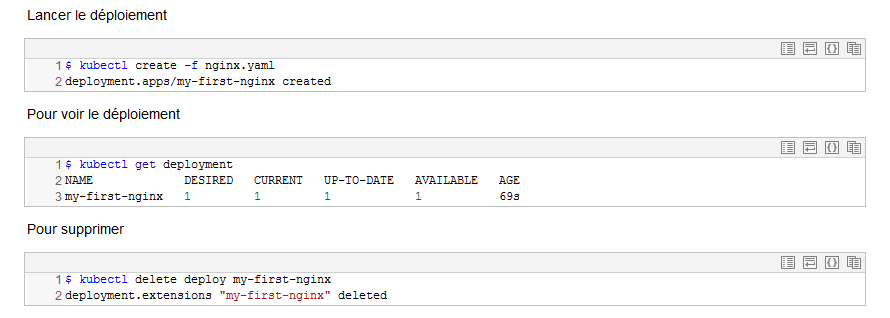 Lancer le déploiement
1 $ kubectl create -f nginx.yaml
2 deployment.apps/my-first-nginx created
Pour voir le déploiement
1 $ kubectl get deployment
2 NAME DESIRED CURRENT UP-TO-DATE AVAILABLE AGE
3 my-first-nginx 1 1 1 1 69s
Pour supprimer
1 $ kubectl delete deploy my-first-nginx
2 deployment.extensions "my-first-nginx" deleted